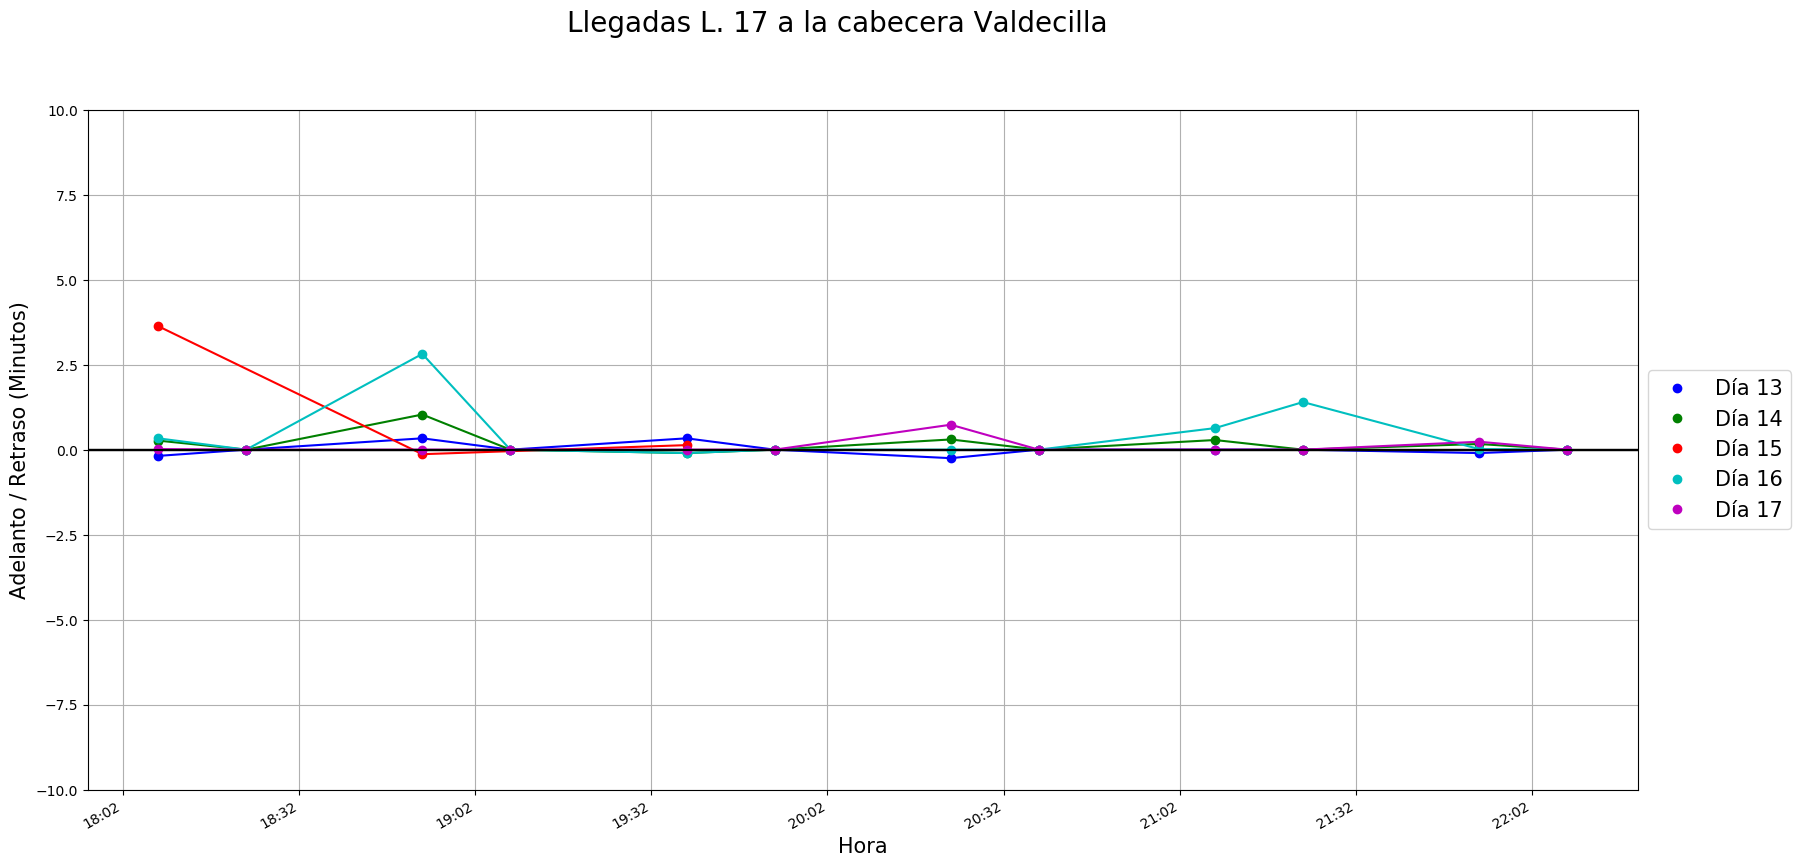 Llegadas L. 17 a la cabecera Valdecilla
Adelanto / Retraso (Minutos)
10.0
7.5
5.0
2.5
0.0
−2.5
−5.0
−7.5
−10.0
18:02
18:32
19:02
19:32
20:02
20:32
21:02
21:32
22:02
Hora
Día 13
Día 14
Día 15
Día 16
Día 17